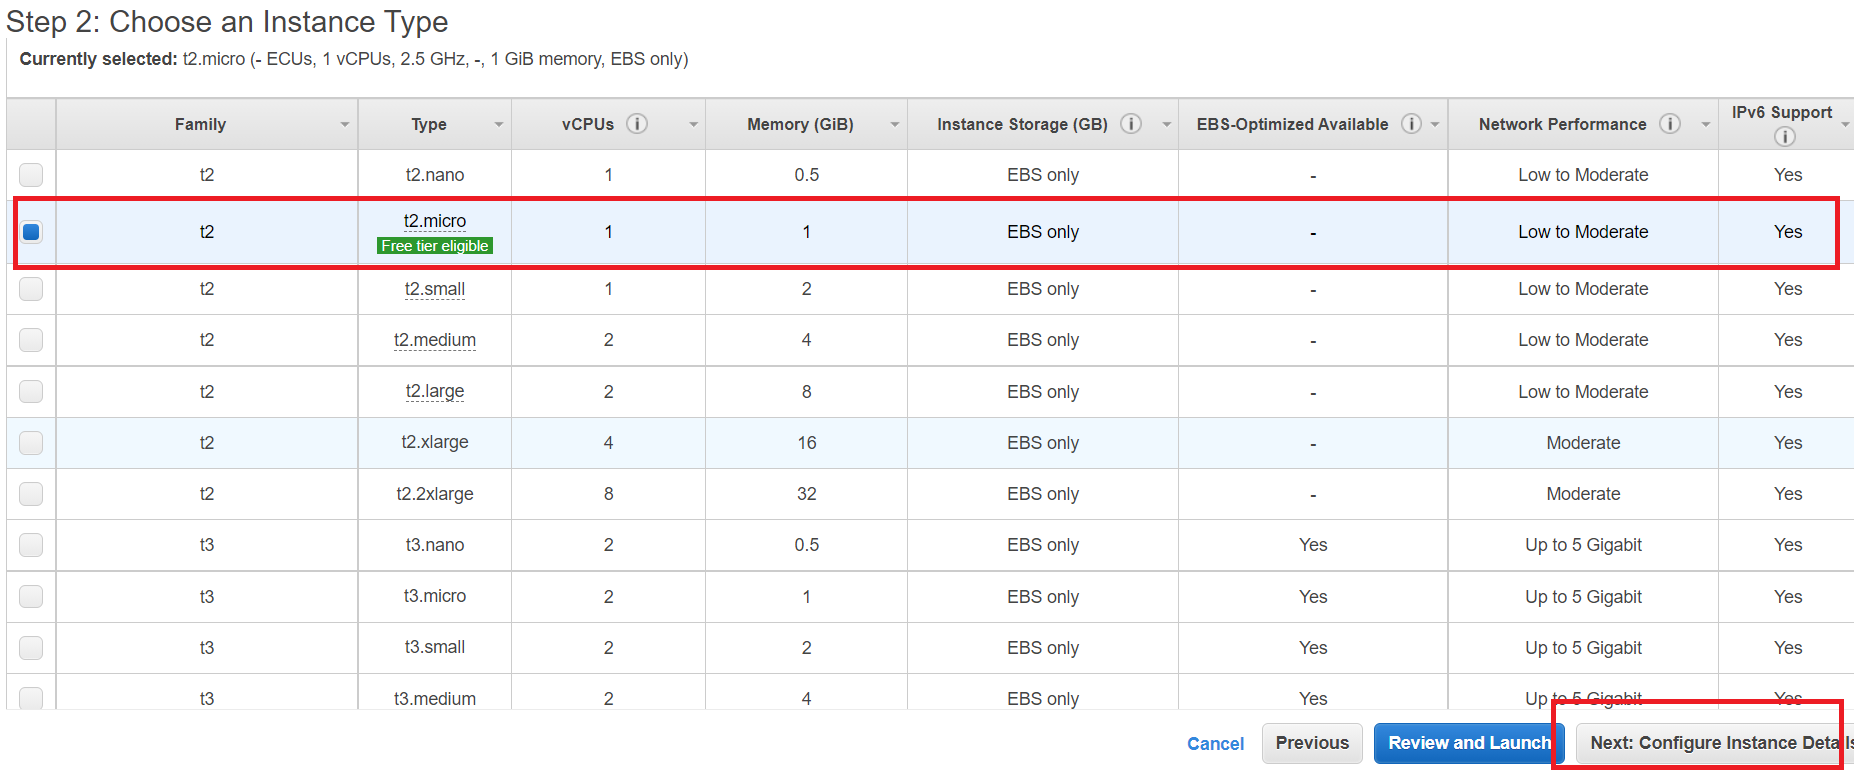 Step 2: Choose an Instance Type
Currently selected: t2.micro (- ECUs, 1 vCPUs, 2.5 GHz, -, 1 GiB memory, EBS only)
Family Type vCPUs i Memory (GiB) Instance Storage (GB) i EBS-Optimized Available i Network Performance i IPv6 Support i
t2 t2.nano 1 0.5 EBS only - Low to Moderate Yes
t2 t2.micro 1 1 EBS only - Low to Moderate Yes
Free tier eligible
t2 t2.small 1 2 EBS only - Low to Moderate Yes
t2 t2.medium 2 4 EBS only - Low to Moderate Yes
t2 t2.large 2 8 EBS only - Low to Moderate Yes
t2 t2.xlarge 4 16 EBS only - Moderate Yes
t2 t2.2xlarge 8 32 EBS only - Moderate Yes
t3 t3.nano 2 0.5 EBS only Yes Up to 5 Gigabit Yes
t3 t3.micro 2 1 EBS only Yes Up to 5 Gigabit Yes
t3 t3.small 2 2 EBS only Yes Up to 5 Gigabit Yes
t3 t3.medium 2 4 EBS only Yes Up to 5 Gigabit Yes
Cancel Previous Review and Launch Next: Configure Instance Details